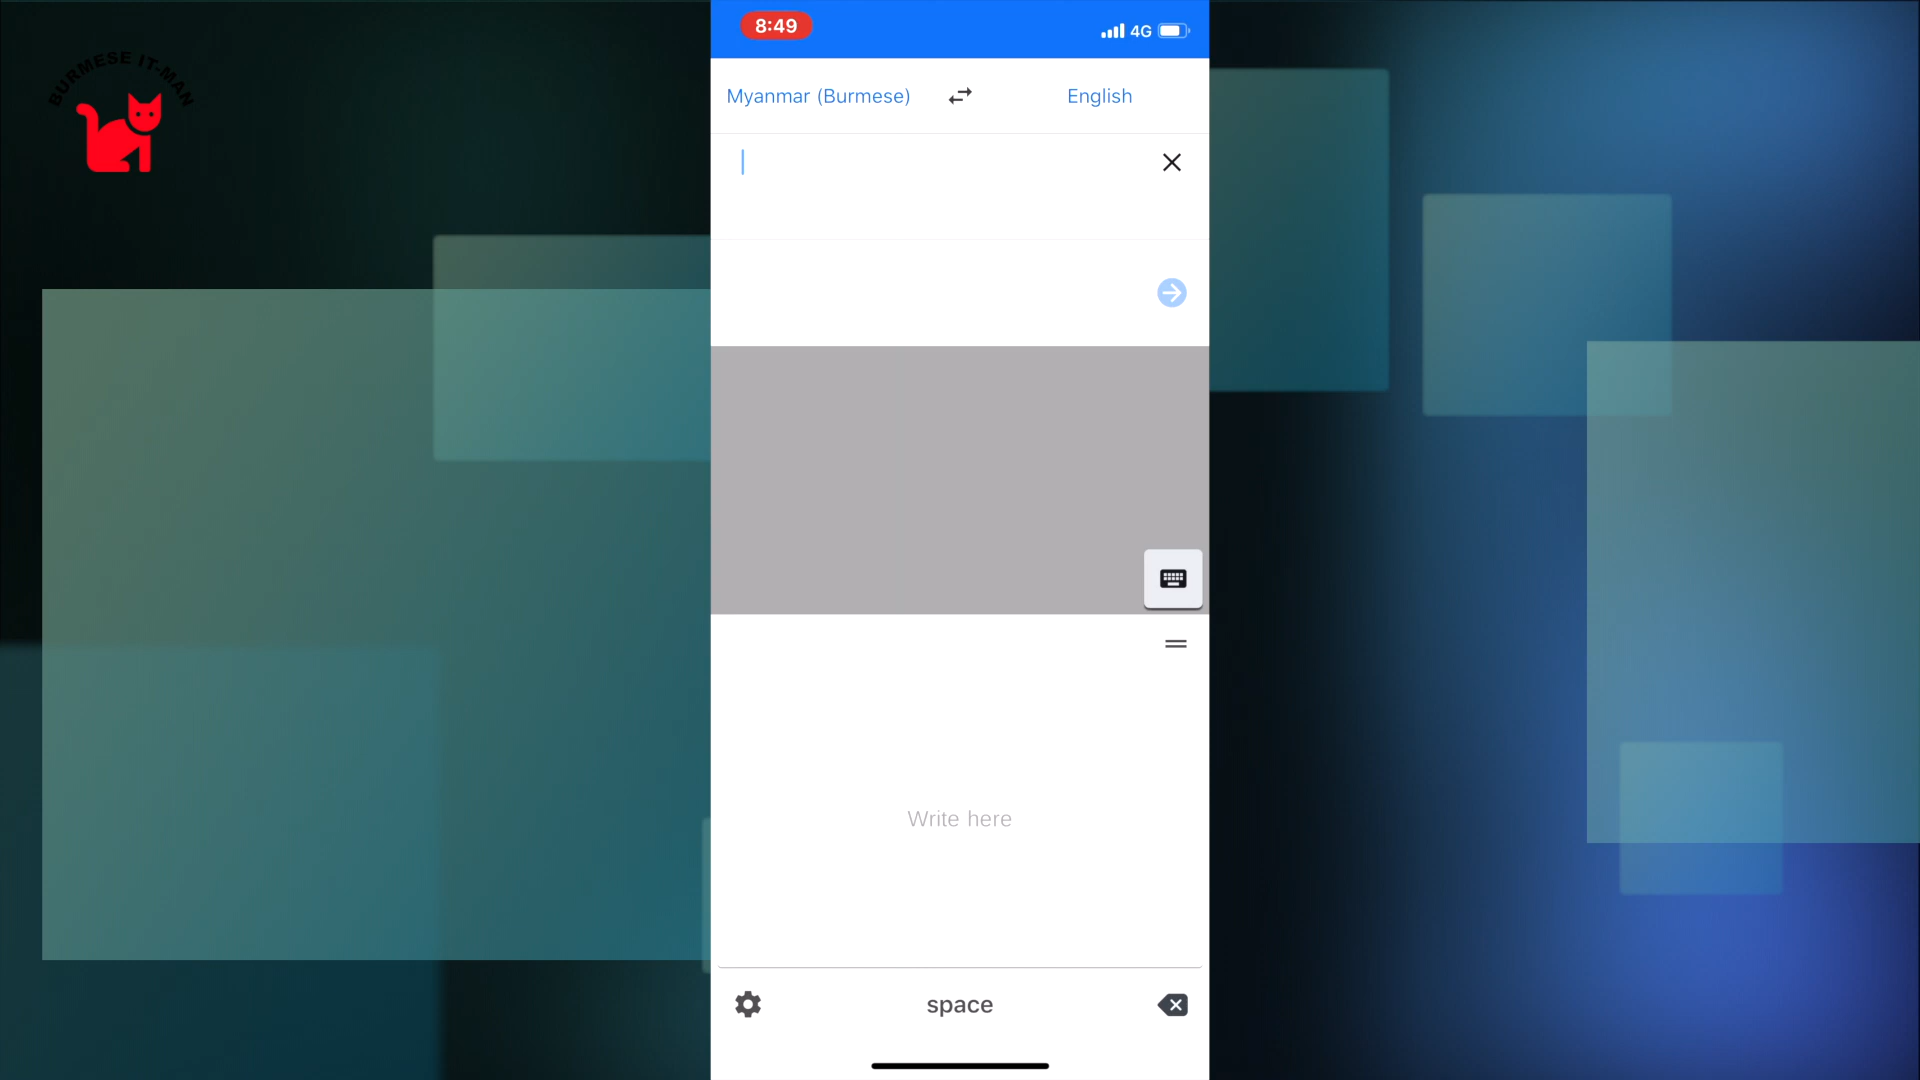 BURMESE IT-MAN
8:49
4G
Myanmar (Burmese)
English
Write here
space